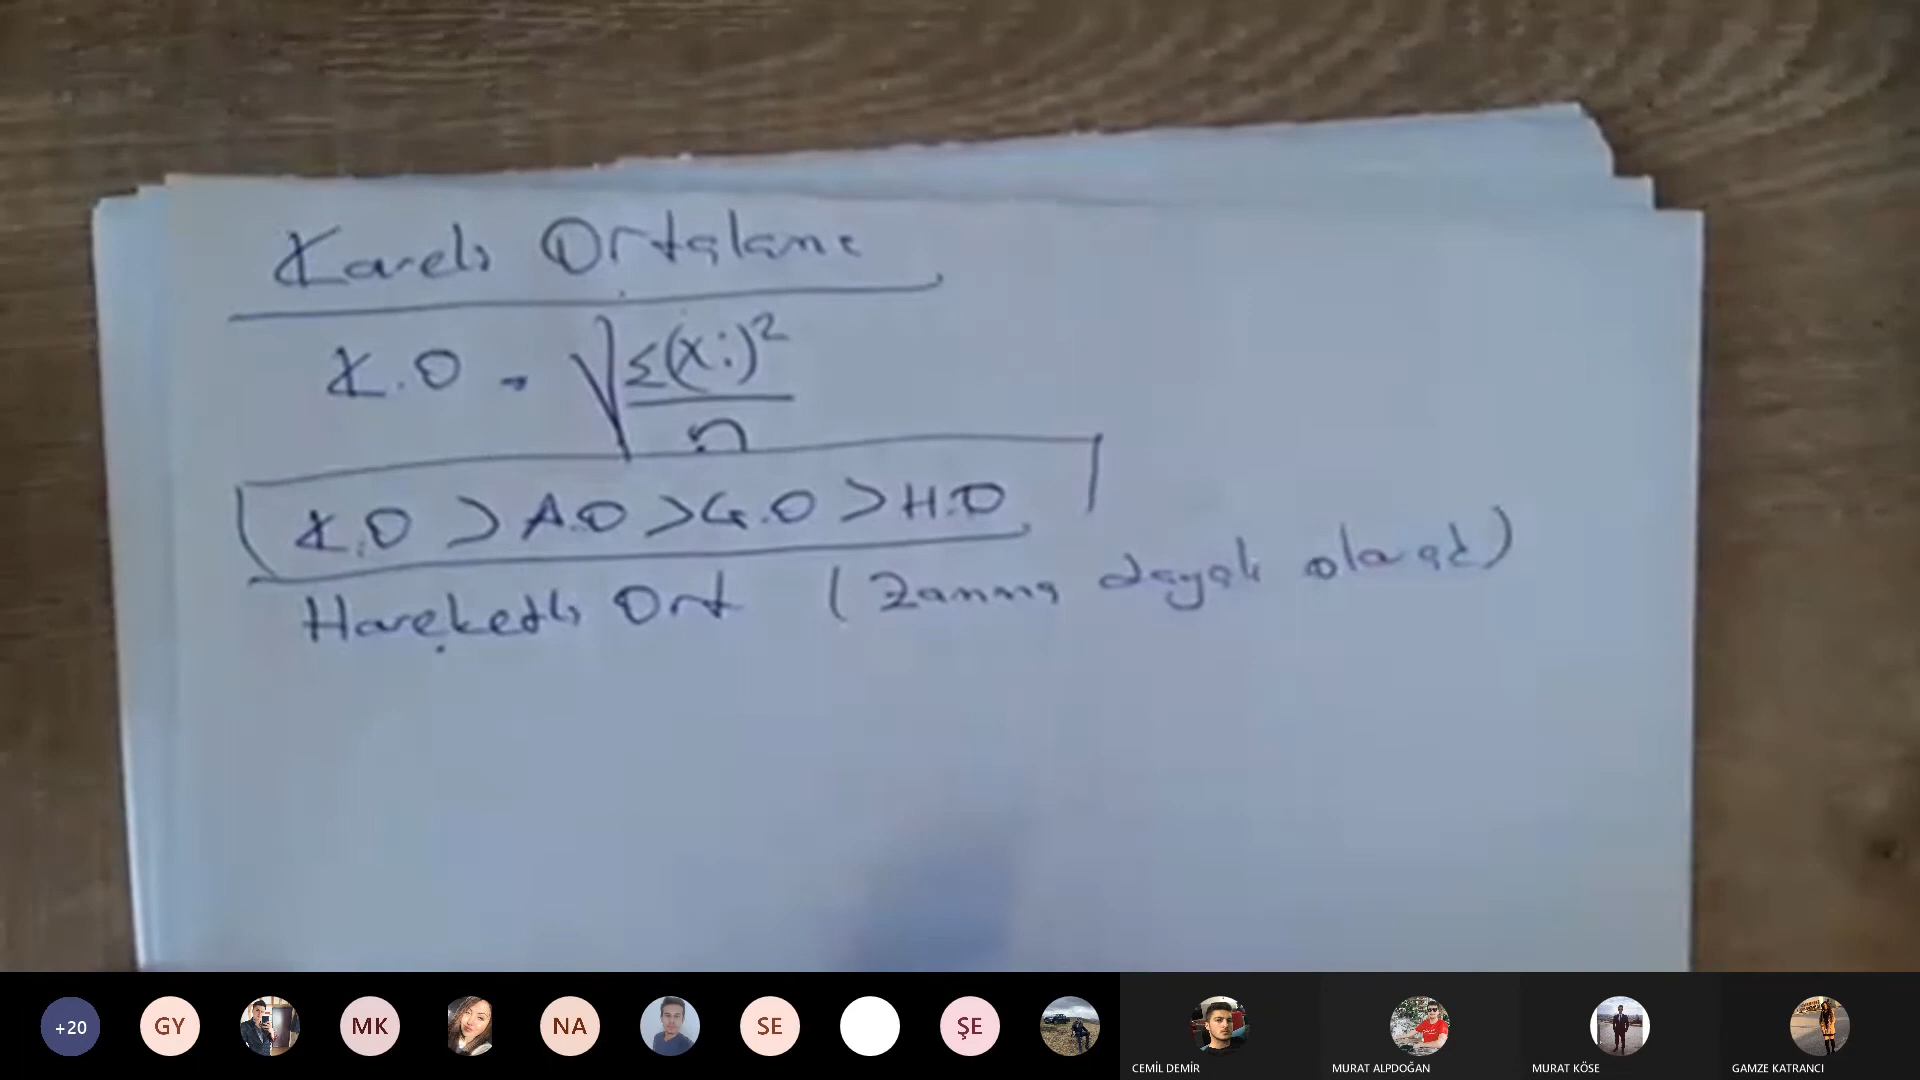 Kareli Ortalama
K.O = √Σ(xi)²
n
K.O > A.O > G.O > H.O
Hareketli Ort (Zamana dayalı olarak)
+20
GY
MK
NA
SE
ŞE
CEMİL DEMİR
MURAT ALPDOĞAN
MURAT KÖSE
GAMZE KATRANCI